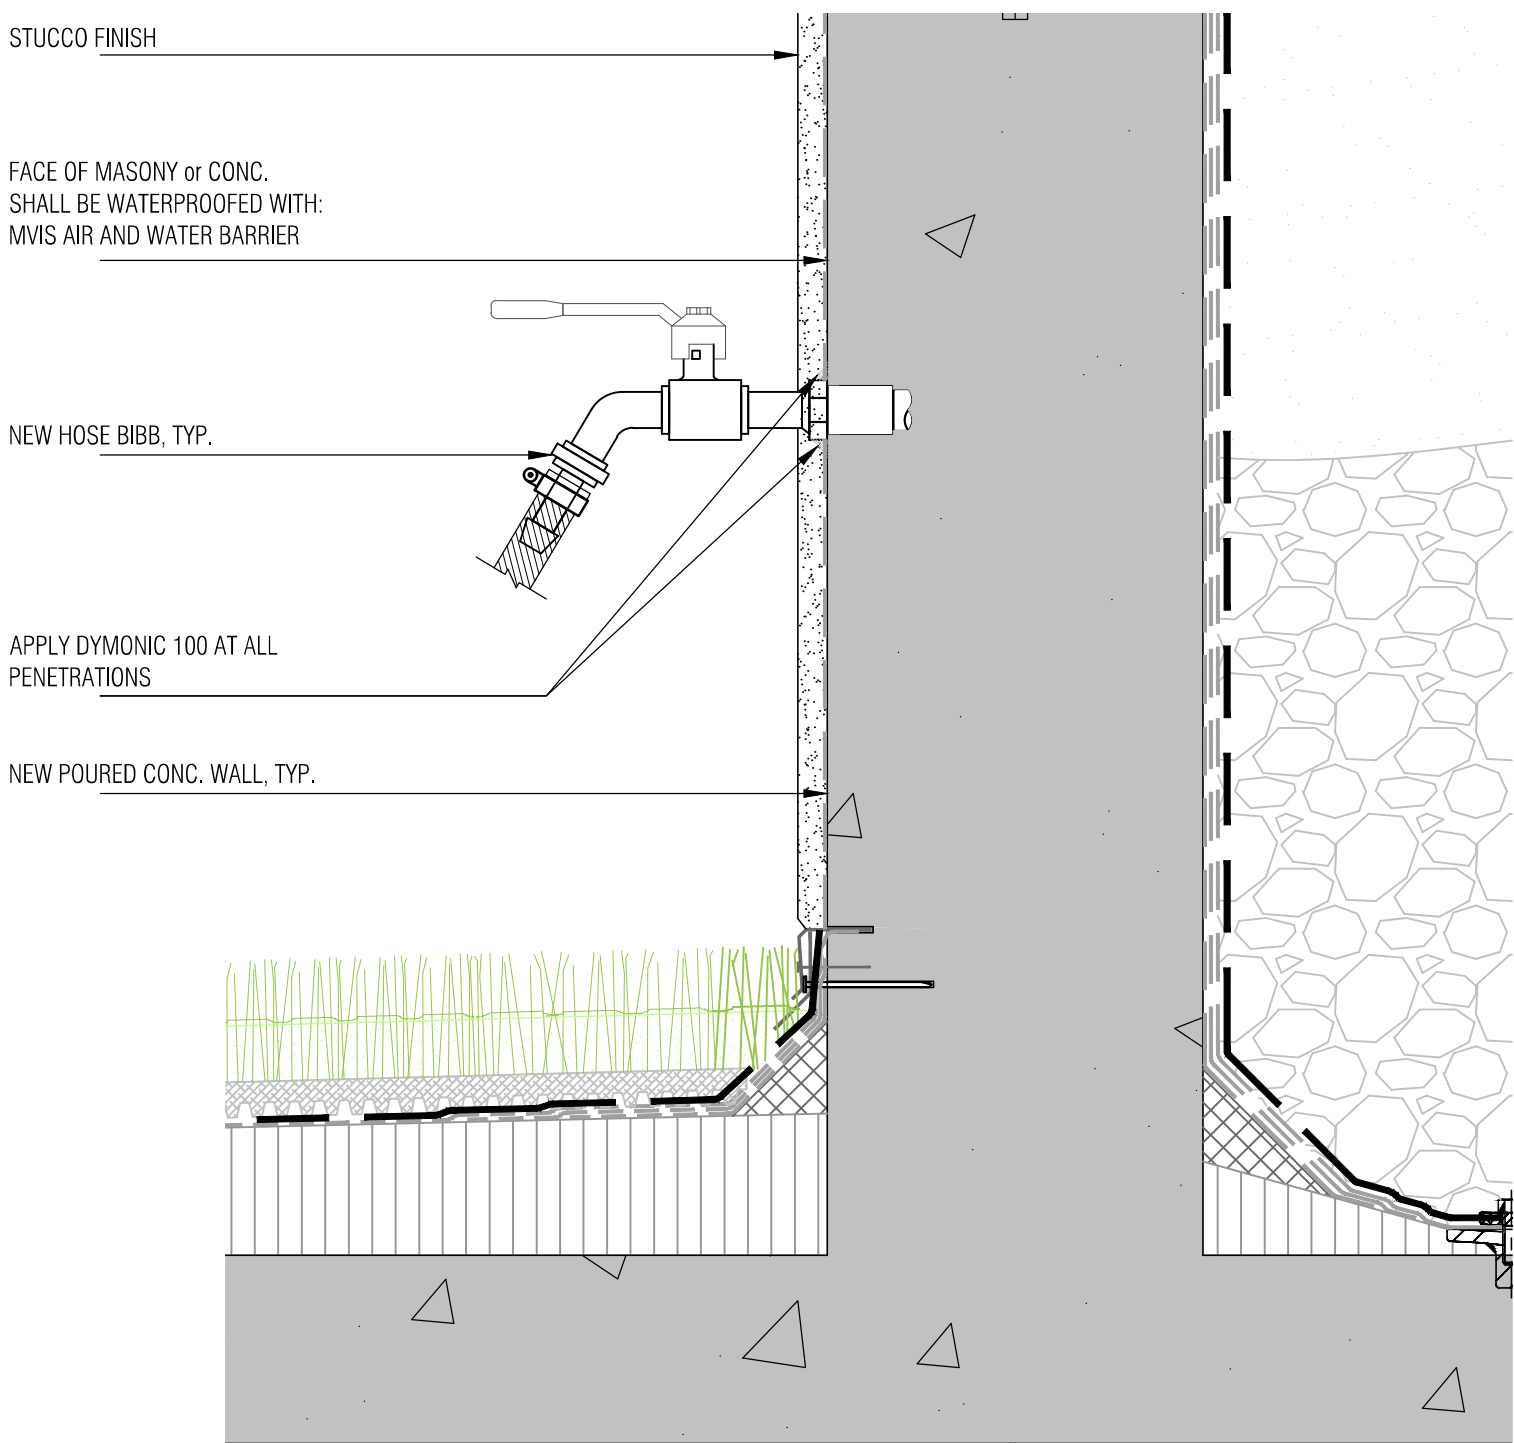 STUCCO FINISH
FACE OF MASONY or CONC.
SHALL BE WATERPROOFED WITH:
MVIS AIR AND WATER BARRIER
NEW HOSE BIBB, TYP.
APPLY DYMONIC 100 AT ALL
PENETRATIONS
NEW POURED CONC. WALL, TYP.